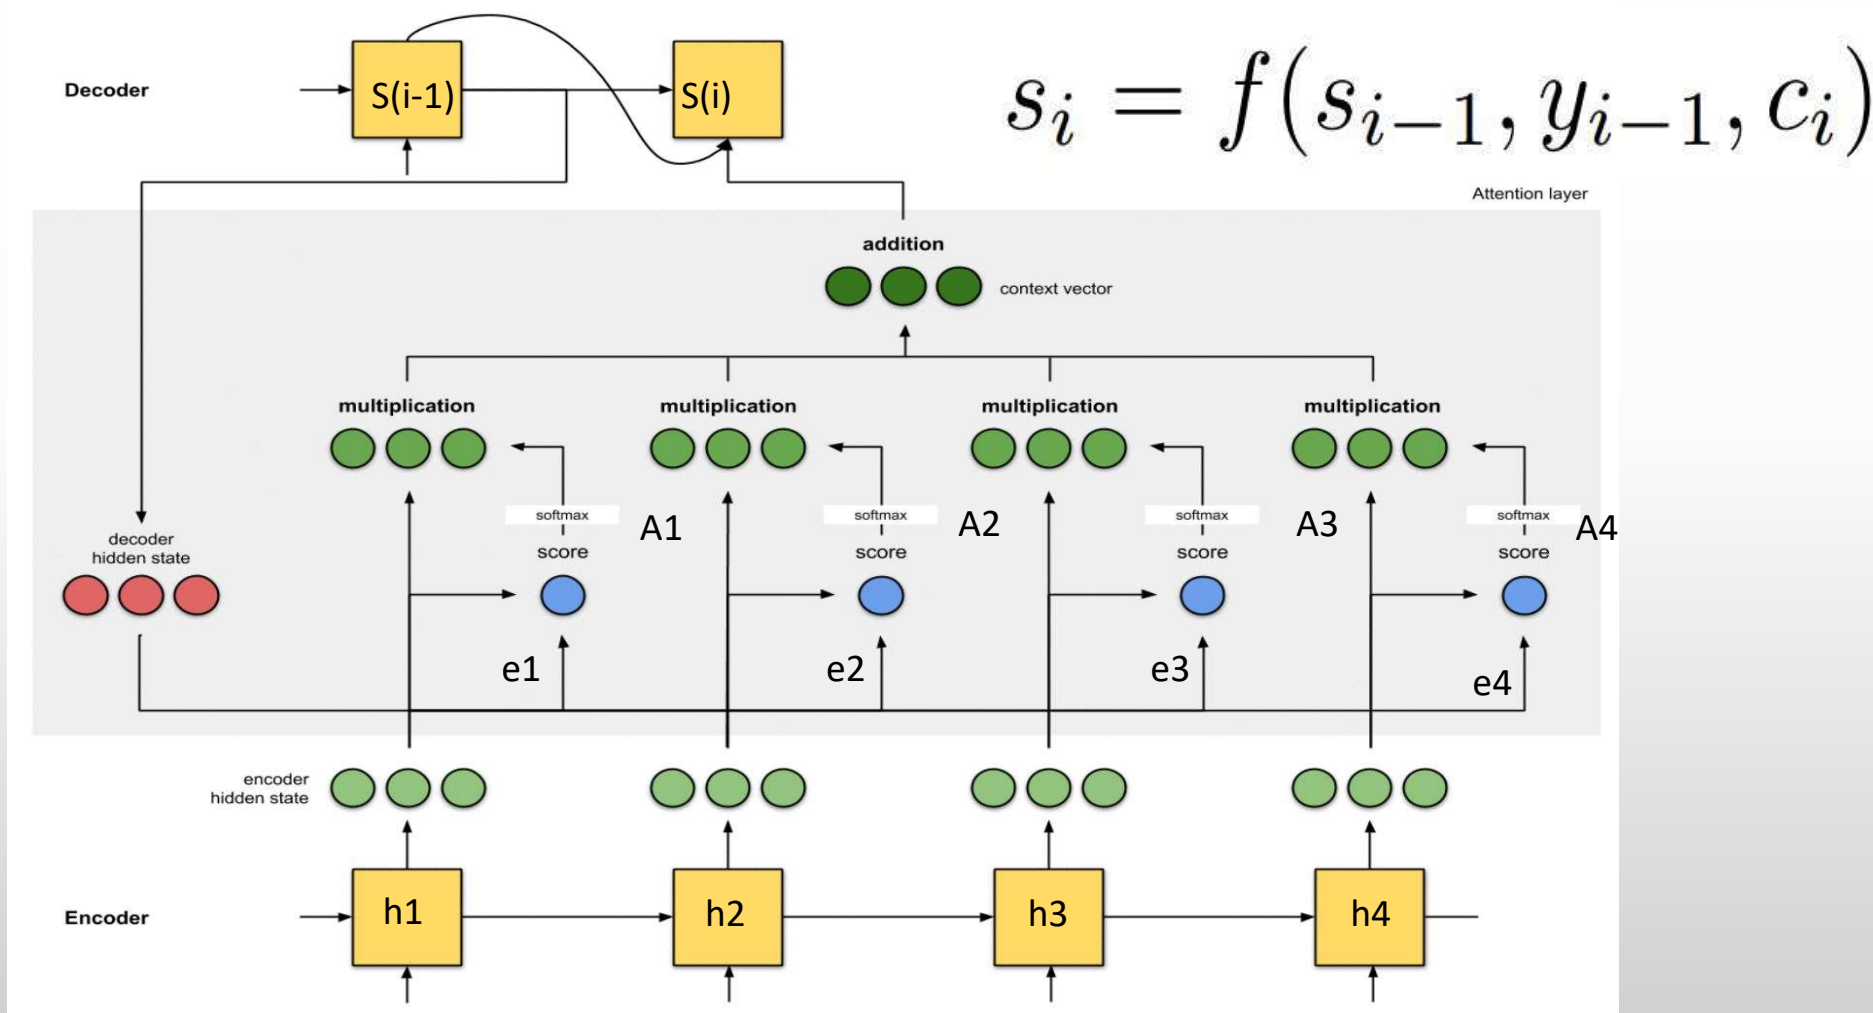 Decoder
S(i-1)
S(i)
s_i = f(s_{i-1}, y_{i-1}, c_i)
Attention layer
addition
context vector
multiplication
multiplication
multiplication
multiplication
softmax
A1
softmax
A2
softmax
A3
softmax
A4
decoder
hidden state
score
score
score
score
e1
e2
e3
e4
encoder
hidden state
Encoder
h1
h2
h3
h4